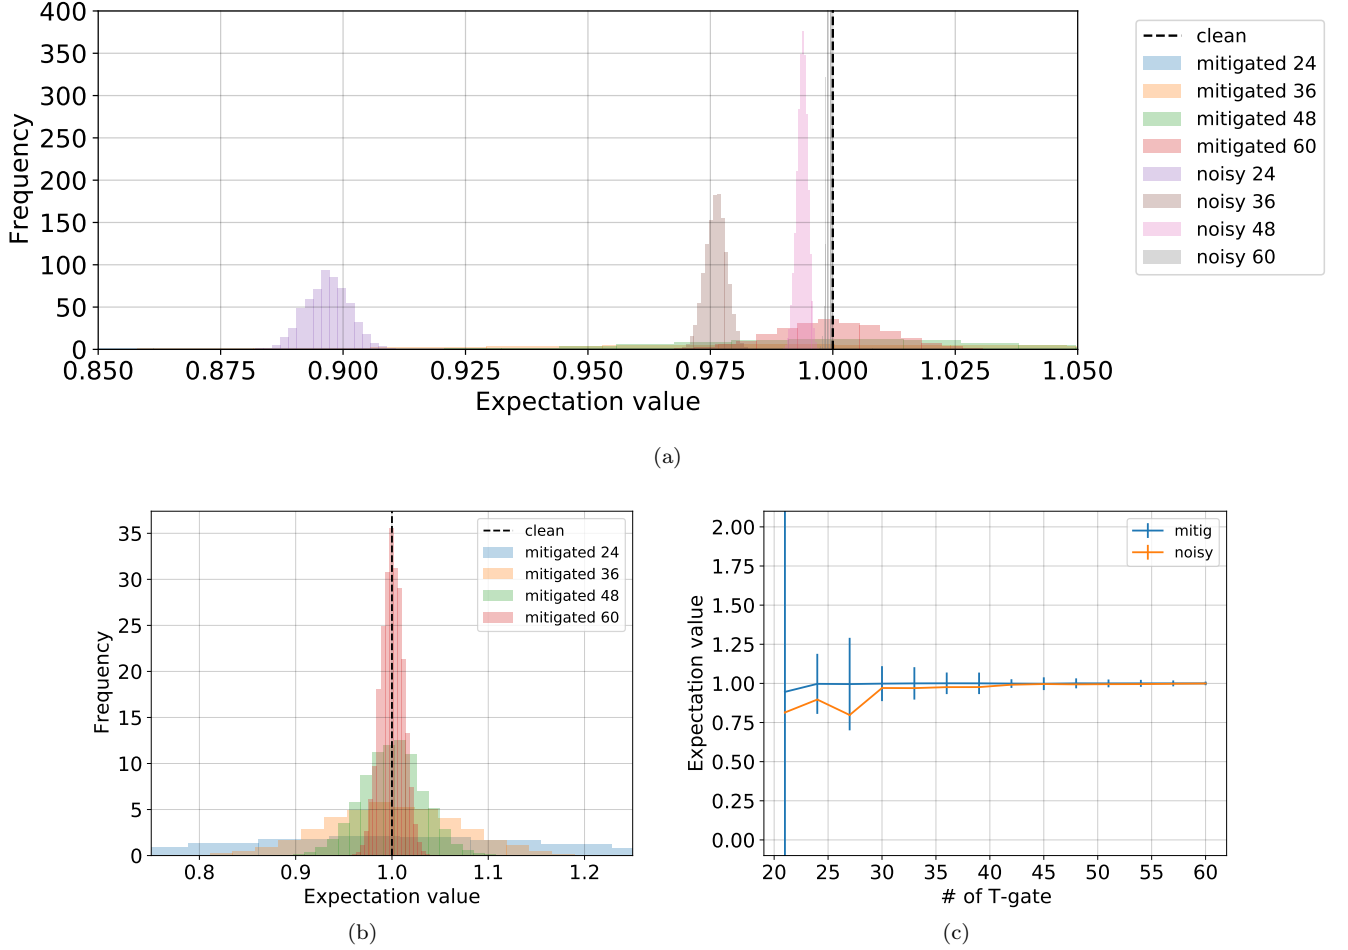 400
350
300
250
200
150
100
50
0
Frequency
0.850 0.875 0.900 0.925 0.950 0.975 1.000 1.025 1.050
Expectation value
clean
mitigated 24
mitigated 36
mitigated 48
mitigated 60
noisy 24
noisy 36
noisy 48
noisy 60
(a)
35
30
25
20
15
10
5
0
Frequency
0.8 0.9 1.0 1.1 1.2
Expectation value
clean
mitigated 24
mitigated 36
mitigated 48
mitigated 60
(b)
2.00
1.75
1.50
1.25
1.00
0.75
0.50
0.25
0.00
Expectation value
20 25 30 35 40 45 50 55 60
# of T-gate
mitig
noisy
(c)